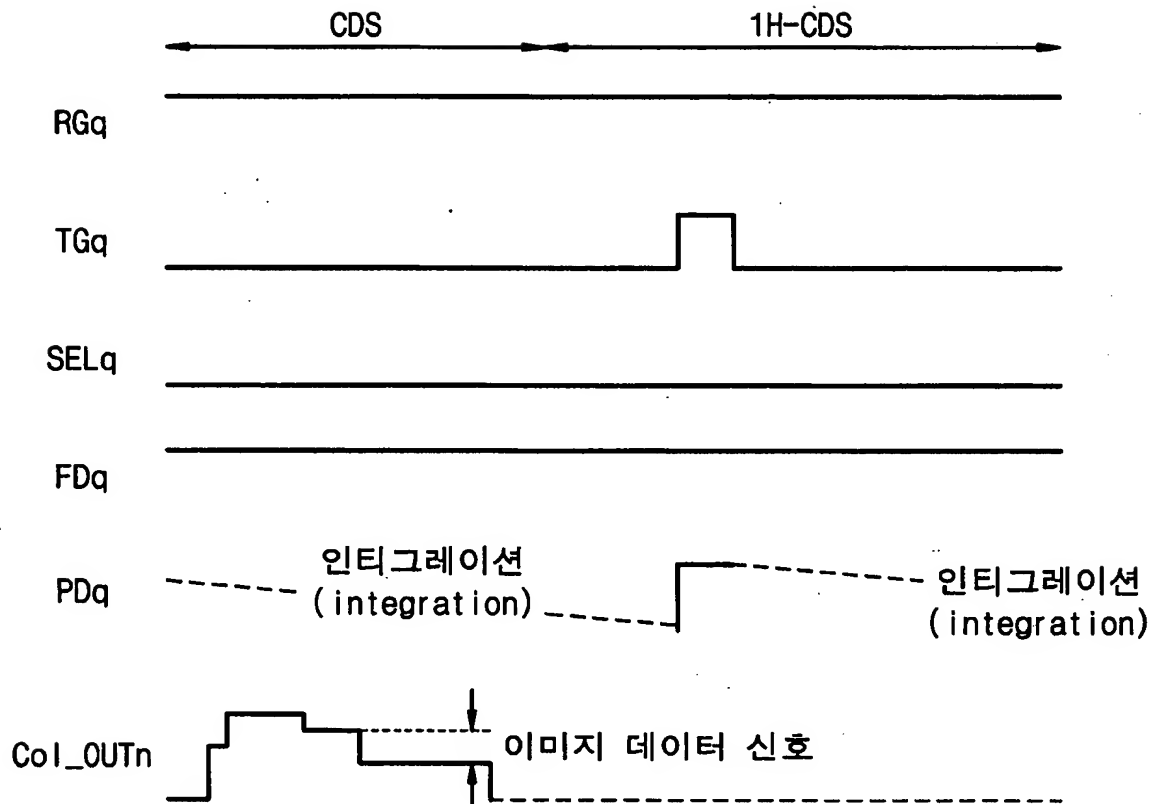 CDS 1H-CDS
RGq
TGq
SELq
FDq
PDq
인티그레이션
(integration)
인티그레이션
(integration)
Col_OUTn
이미지 데이터 신호